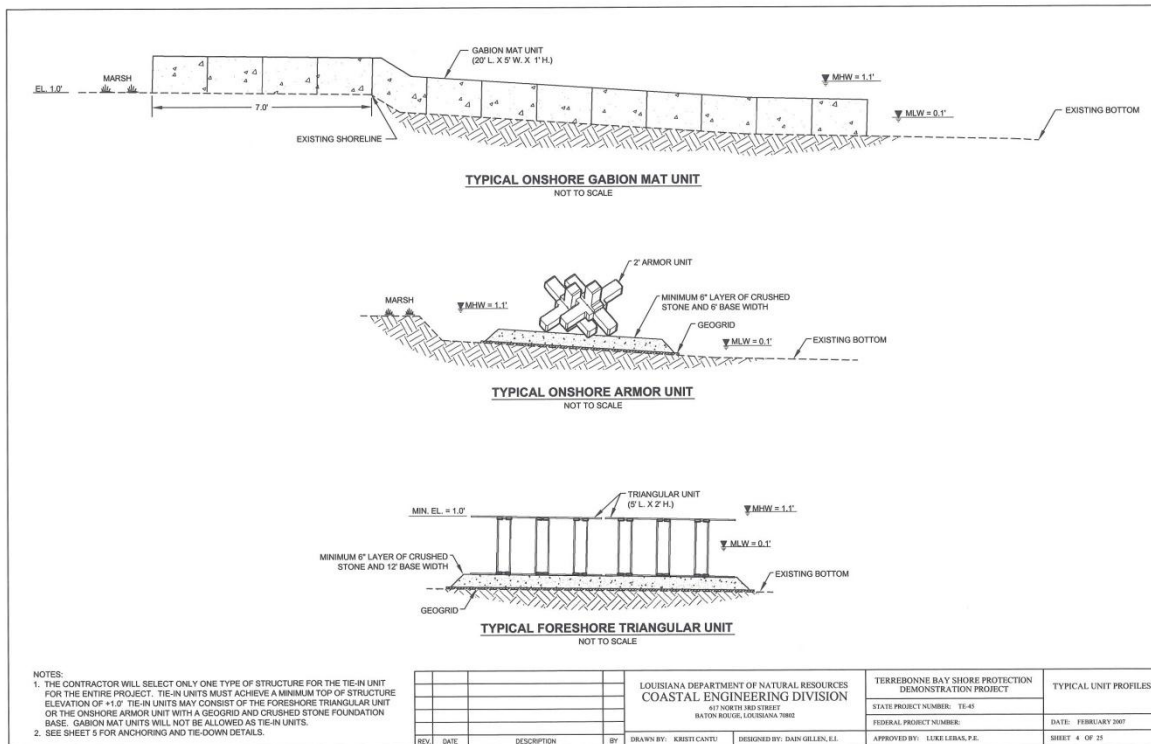 GABION MAT UNIT
(20' L. X 5' W. X 1' H.)
MARSH
EL. 1.0'
7.0'
EXISTING SHORELINE
MHW = 1.1'
MLW = 0.1'
EXISTING BOTTOM
TYPICAL ONSHORE GABION MAT UNIT
NOT TO SCALE
2' ARMOR UNIT
MARSH
MHW = 1.1'
MINIMUM 6" LAYER OF CRUSHED
STONE AND 6' BASE WIDTH
GEOGRID
MLW = 0.1'
EXISTING BOTTOM
TYPICAL ONSHORE ARMOR UNIT
NOT TO SCALE
TRIANGULAR UNIT
(5' L. X 2' H.)
MIN. EL. = 1.0'
MHW = 1.1'
MLW = 0.1'
MINIMUM 6" LAYER OF CRUSHED
STONE AND 12' BASE WIDTH
EXISTING BOTTOM
GEOGRID
TYPICAL FORESHORE TRIANGULAR UNIT
NOT TO SCALE
NOTES:
1. THE CONTRACTOR WILL SELECT ONLY ONE TYPE OF STRUCTURE FOR THE TIE-IN UNIT
FOR THE ENTIRE PROJECT. TIE-IN UNITS MUST ACHIEVE A MINIMUM TOP OF STRUCTURE
ELEVATION OF +1.0' TIE-IN UNITS MAY CONSIST OF THE FORESHORE TRIANGULAR UNIT
OR THE ONSHORE ARMOR UNIT WITH A GEOGRID AND CRUSHED STONE FOUNDATION
BASE. GABION MAT UNITS WILL NOT BE ALLOWED AS TIE-IN UNITS.
2. SEE SHEET 5 FOR ANCHORING AND TIE-DOWN DETAILS.
REV. DATE DESCRIPTION BY
LOUISIANA DEPARTMENT OF NATURAL RESOURCES
COASTAL ENGINEERING DIVISION
617 NORTH 3RD STREET
BATON ROUGE, LOUISIANA 70802
DRAWN BY: KRISTI CANTU
DESIGNED BY: DAIN GILLEN, E.I.
TERREBONNE BAY SHORE PROTECTION
DEMONSTRATION PROJECT
STATE PROJECT NUMBER: TE-45
FEDERAL PROJECT NUMBER:
APPROVED BY: LUKE LEBAS, P.E.
TYPICAL UNIT PROFILES
DATE: FEBRUARY 2007
SHEET 4 OF 25